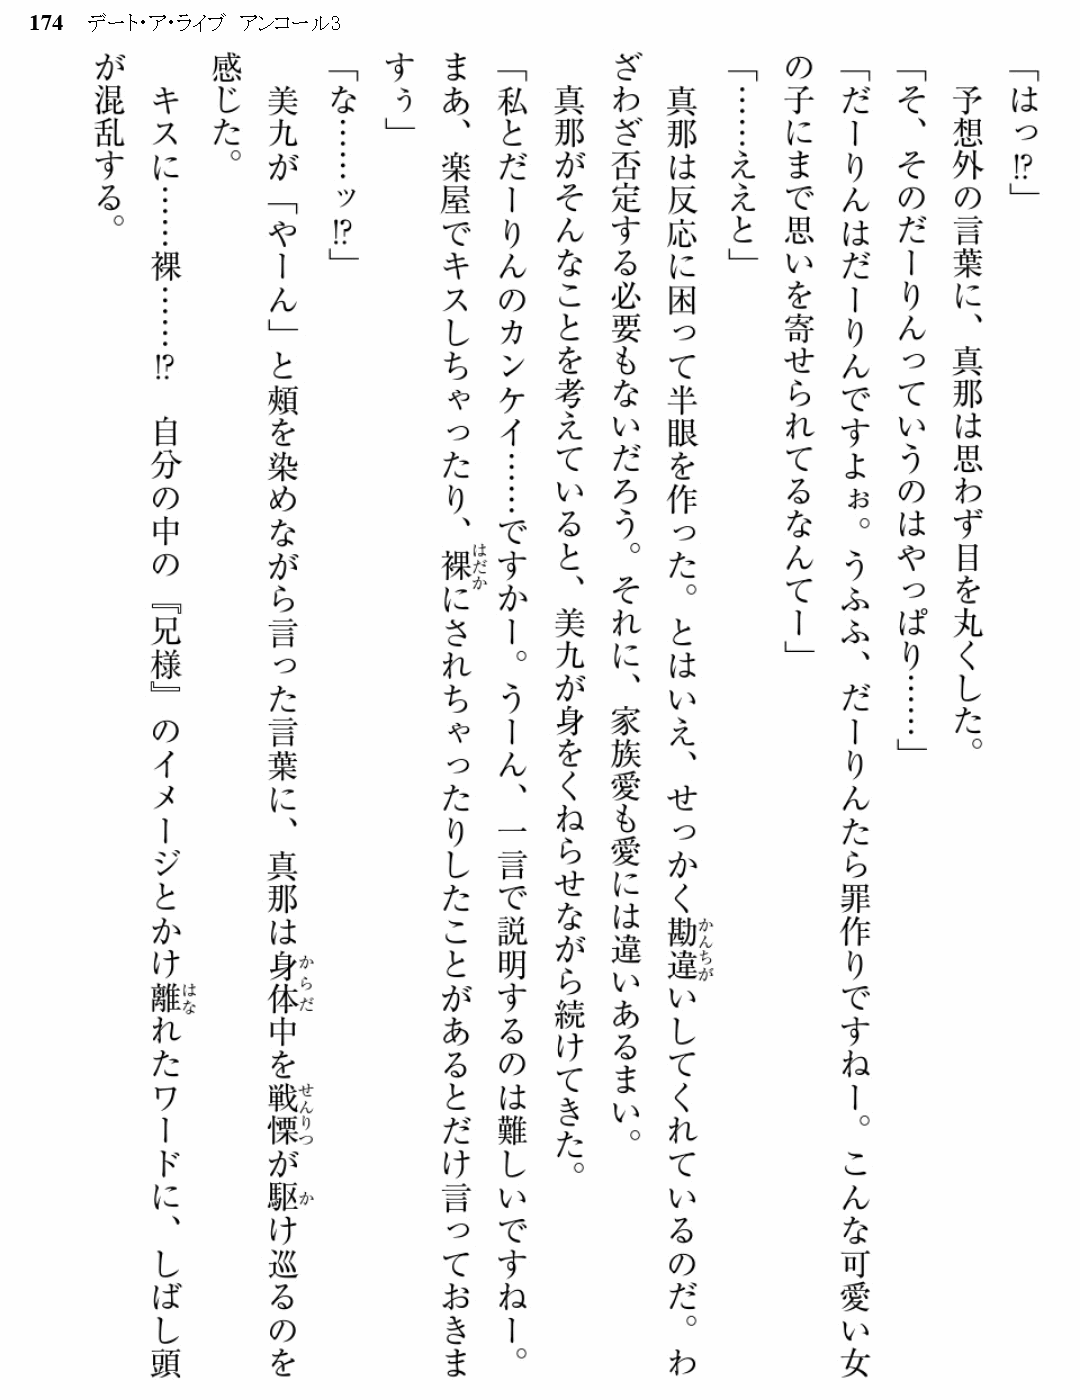 174 デート・ア・ライブ アンコール3
「はっ!?」
予想外の言葉に、真那は思わず目を丸くした。
「そ、そのだーりんっていうのはやっぱり……」
「だーりんはだーりんですよぉ。うふふ、だーりんたら罪作りですねー。こんな可愛い女
の子にまで思いを寄せられてるなんてー」
「……ええと」
真那は反応に困って半眼を作った。とはいえ、せっかく勘違いしてくれているのだ。わ
ざわざ否定する必要もないだろう。それに、家族愛も愛には違いあるまい。
真那がそんなことを考えていると、美九が身をくねらせながら続けてきた。
「私とだーりんのカンケイ……ですかー。うーん、一言で説明するのは難しいですねー。
まあ、楽屋でキスしちゃったり、裸にされちゃったりしたことがあるとだけ言っておきま
すぅ」
「な……ッ!?」
美九が「やーん」と頰を染めながら言った言葉に、真那は身体中を戦慄が駆け巡るのを
感じた。
キスに……裸……!? 自分の中の『兄様』のイメージとかけ離れたワードに、しばし頭
が混乱する。